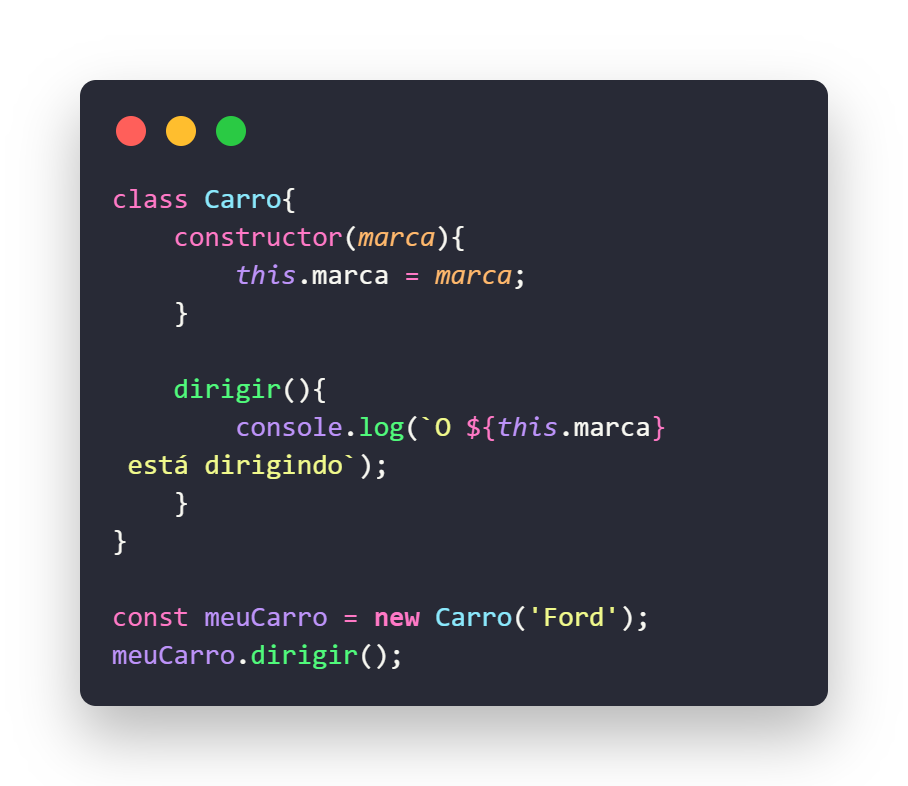 class Carro{
    constructor(marca){
        this.marca = marca;
    }

    dirigir(){
        console.log(`O ${this.marca}
 está dirigindo`);
    }
}

const meuCarro = new Carro('Ford');
meuCarro.dirigir();